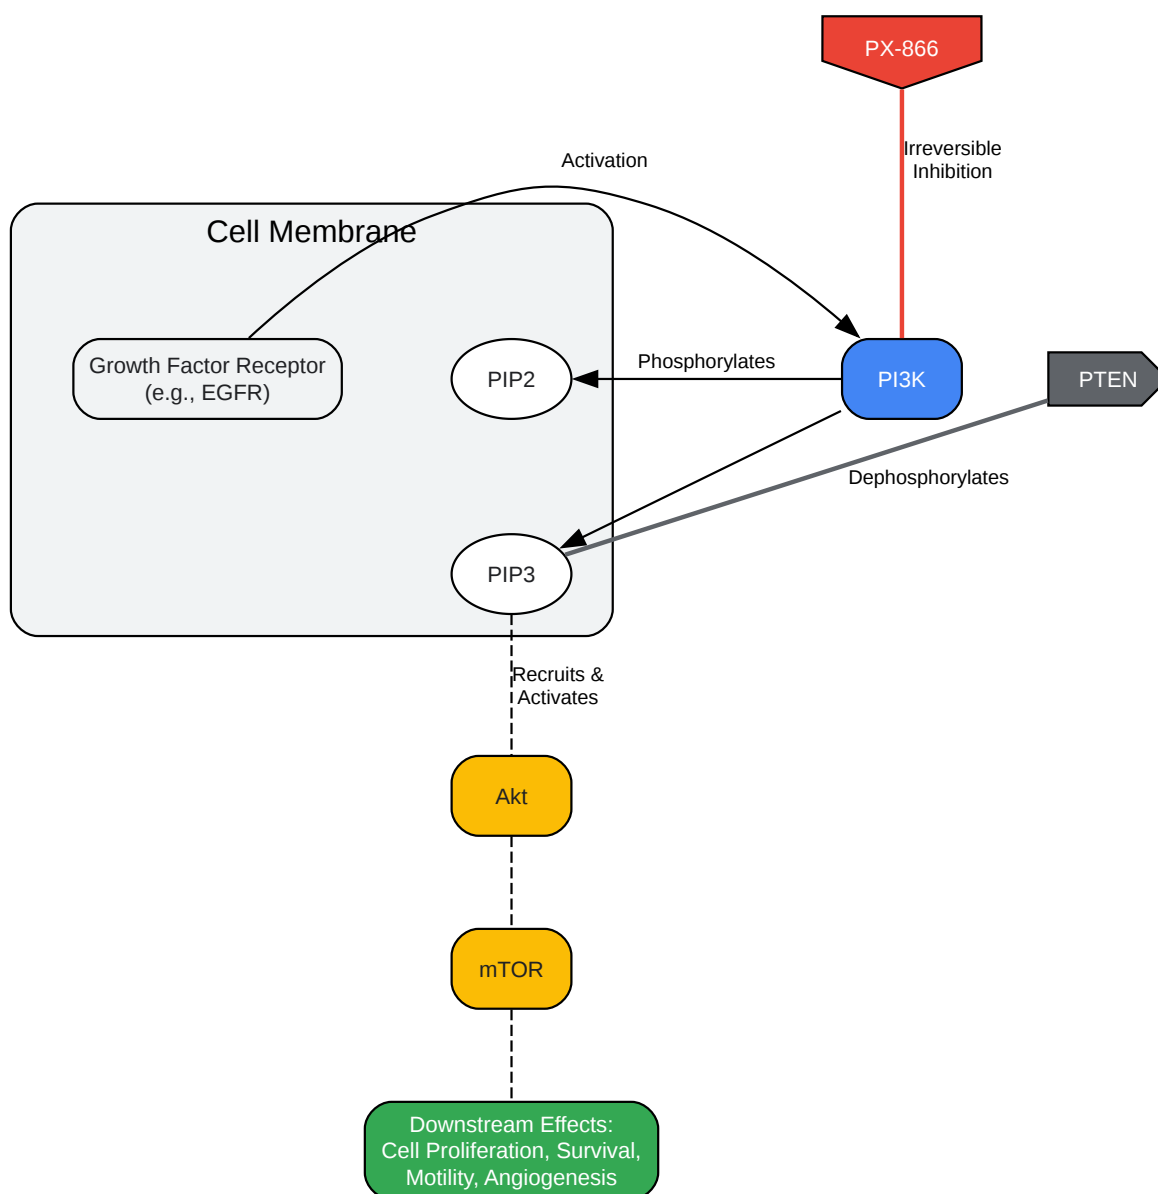 PX-866
Irreversible
Inhibition
Activation
Cell Membrane
Growth Factor Receptor
(e.g., EGFR)
PIP2
Phosphorylates
PI3K
PTEN
Dephosphorylates
PIP3
Recruits &
Activates
Akt
mTOR
Downstream Effects:
Cell Proliferation, Survival,
Motility, Angiogenesis